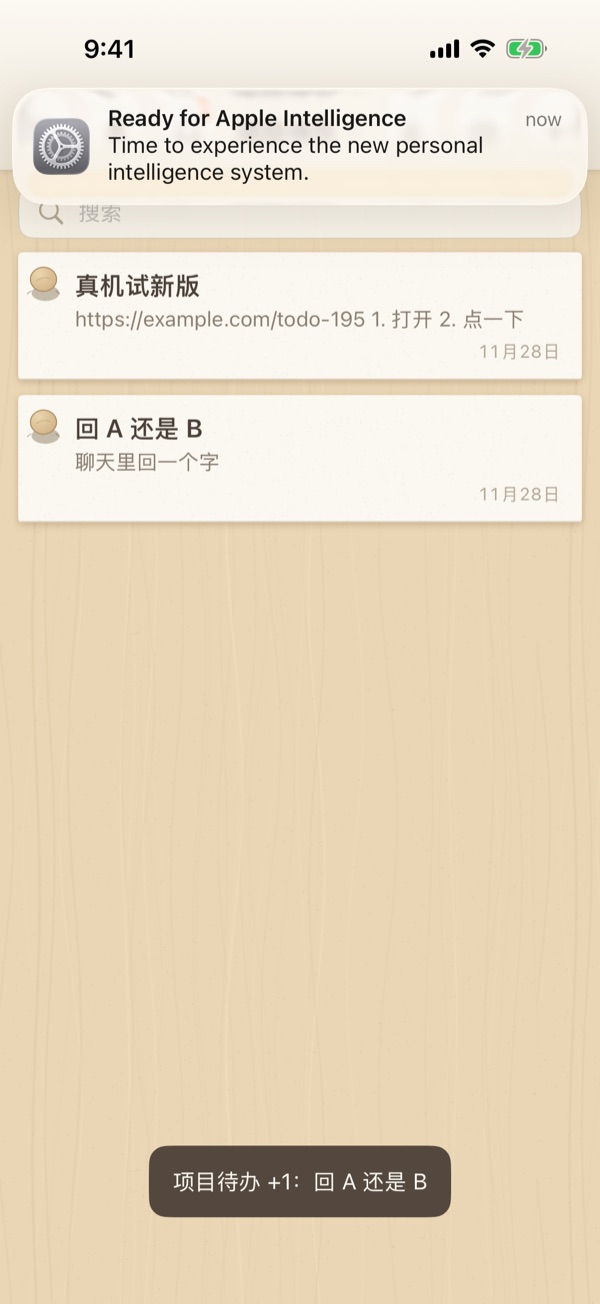 9:41
Ready for Apple Intelligence
now
Time to experience the new personal
intelligence system.
搜索
真机试新版
https://example.com/todo-195 1. 打开 2. 点一下
11月28日
回 A 还是 B
聊天里回一个字
11月28日
项目待办 +1：回 A 还是 B